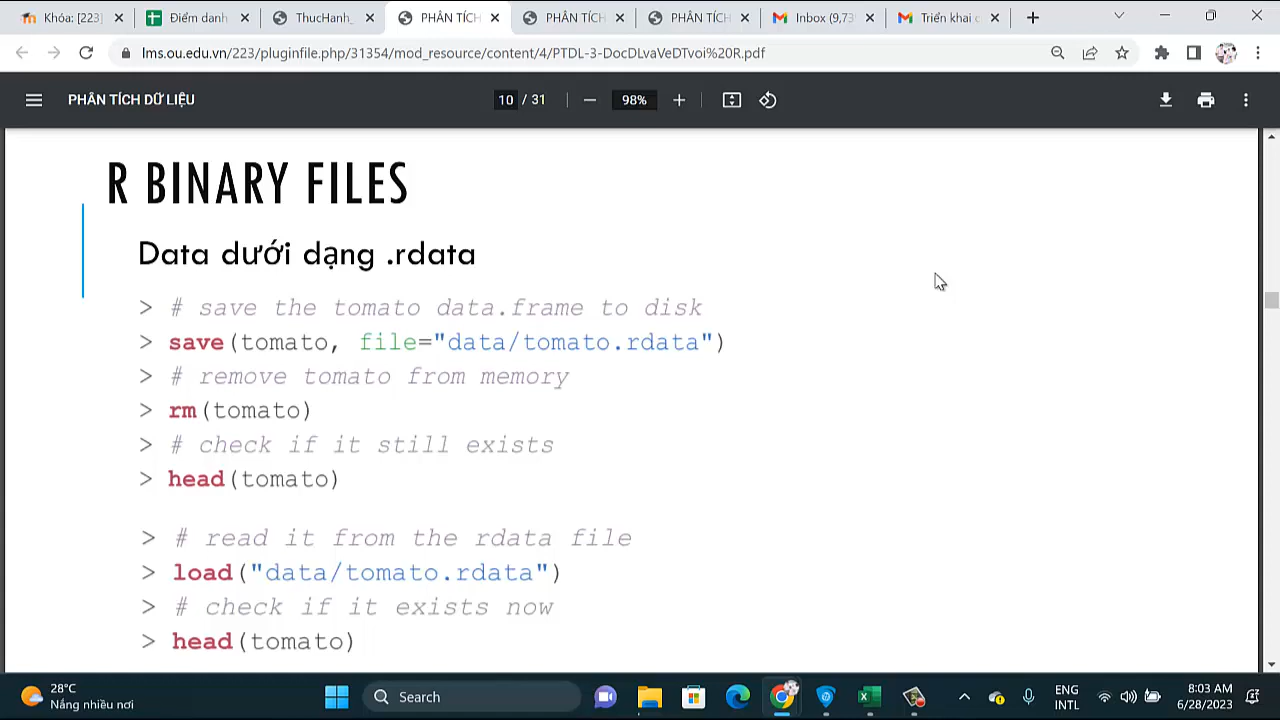 Khóa: [223]
Điểm danh
ThucHanh_
PHÂN TÍCH
PHÂN TÍCH
PHÂN TÍCH
Inbox (9,73
Triển khai c
lms.ou.edu.vn/223/pluginfile.php/31354/mod_resource/content/4/PTDL-3-DocDLvaVeDTvoi%20R.pdf
PHÂN TÍCH DỮ LIỆU
10 / 31
98%
R BINARY FILES
Data dưới dạng .rdata
> # save the tomato data.frame to disk
> save(tomato, file="data/tomato.rdata")
> # remove tomato from memory
> rm(tomato)
> # check if it still exists
> head(tomato)
> # read it from the rdata file
> load("data/tomato.rdata")
> # check if it exists now
> head(tomato)
28°C
Nắng nhiều nơi
Search
ENG
INTL
8:03 AM
6/28/2023